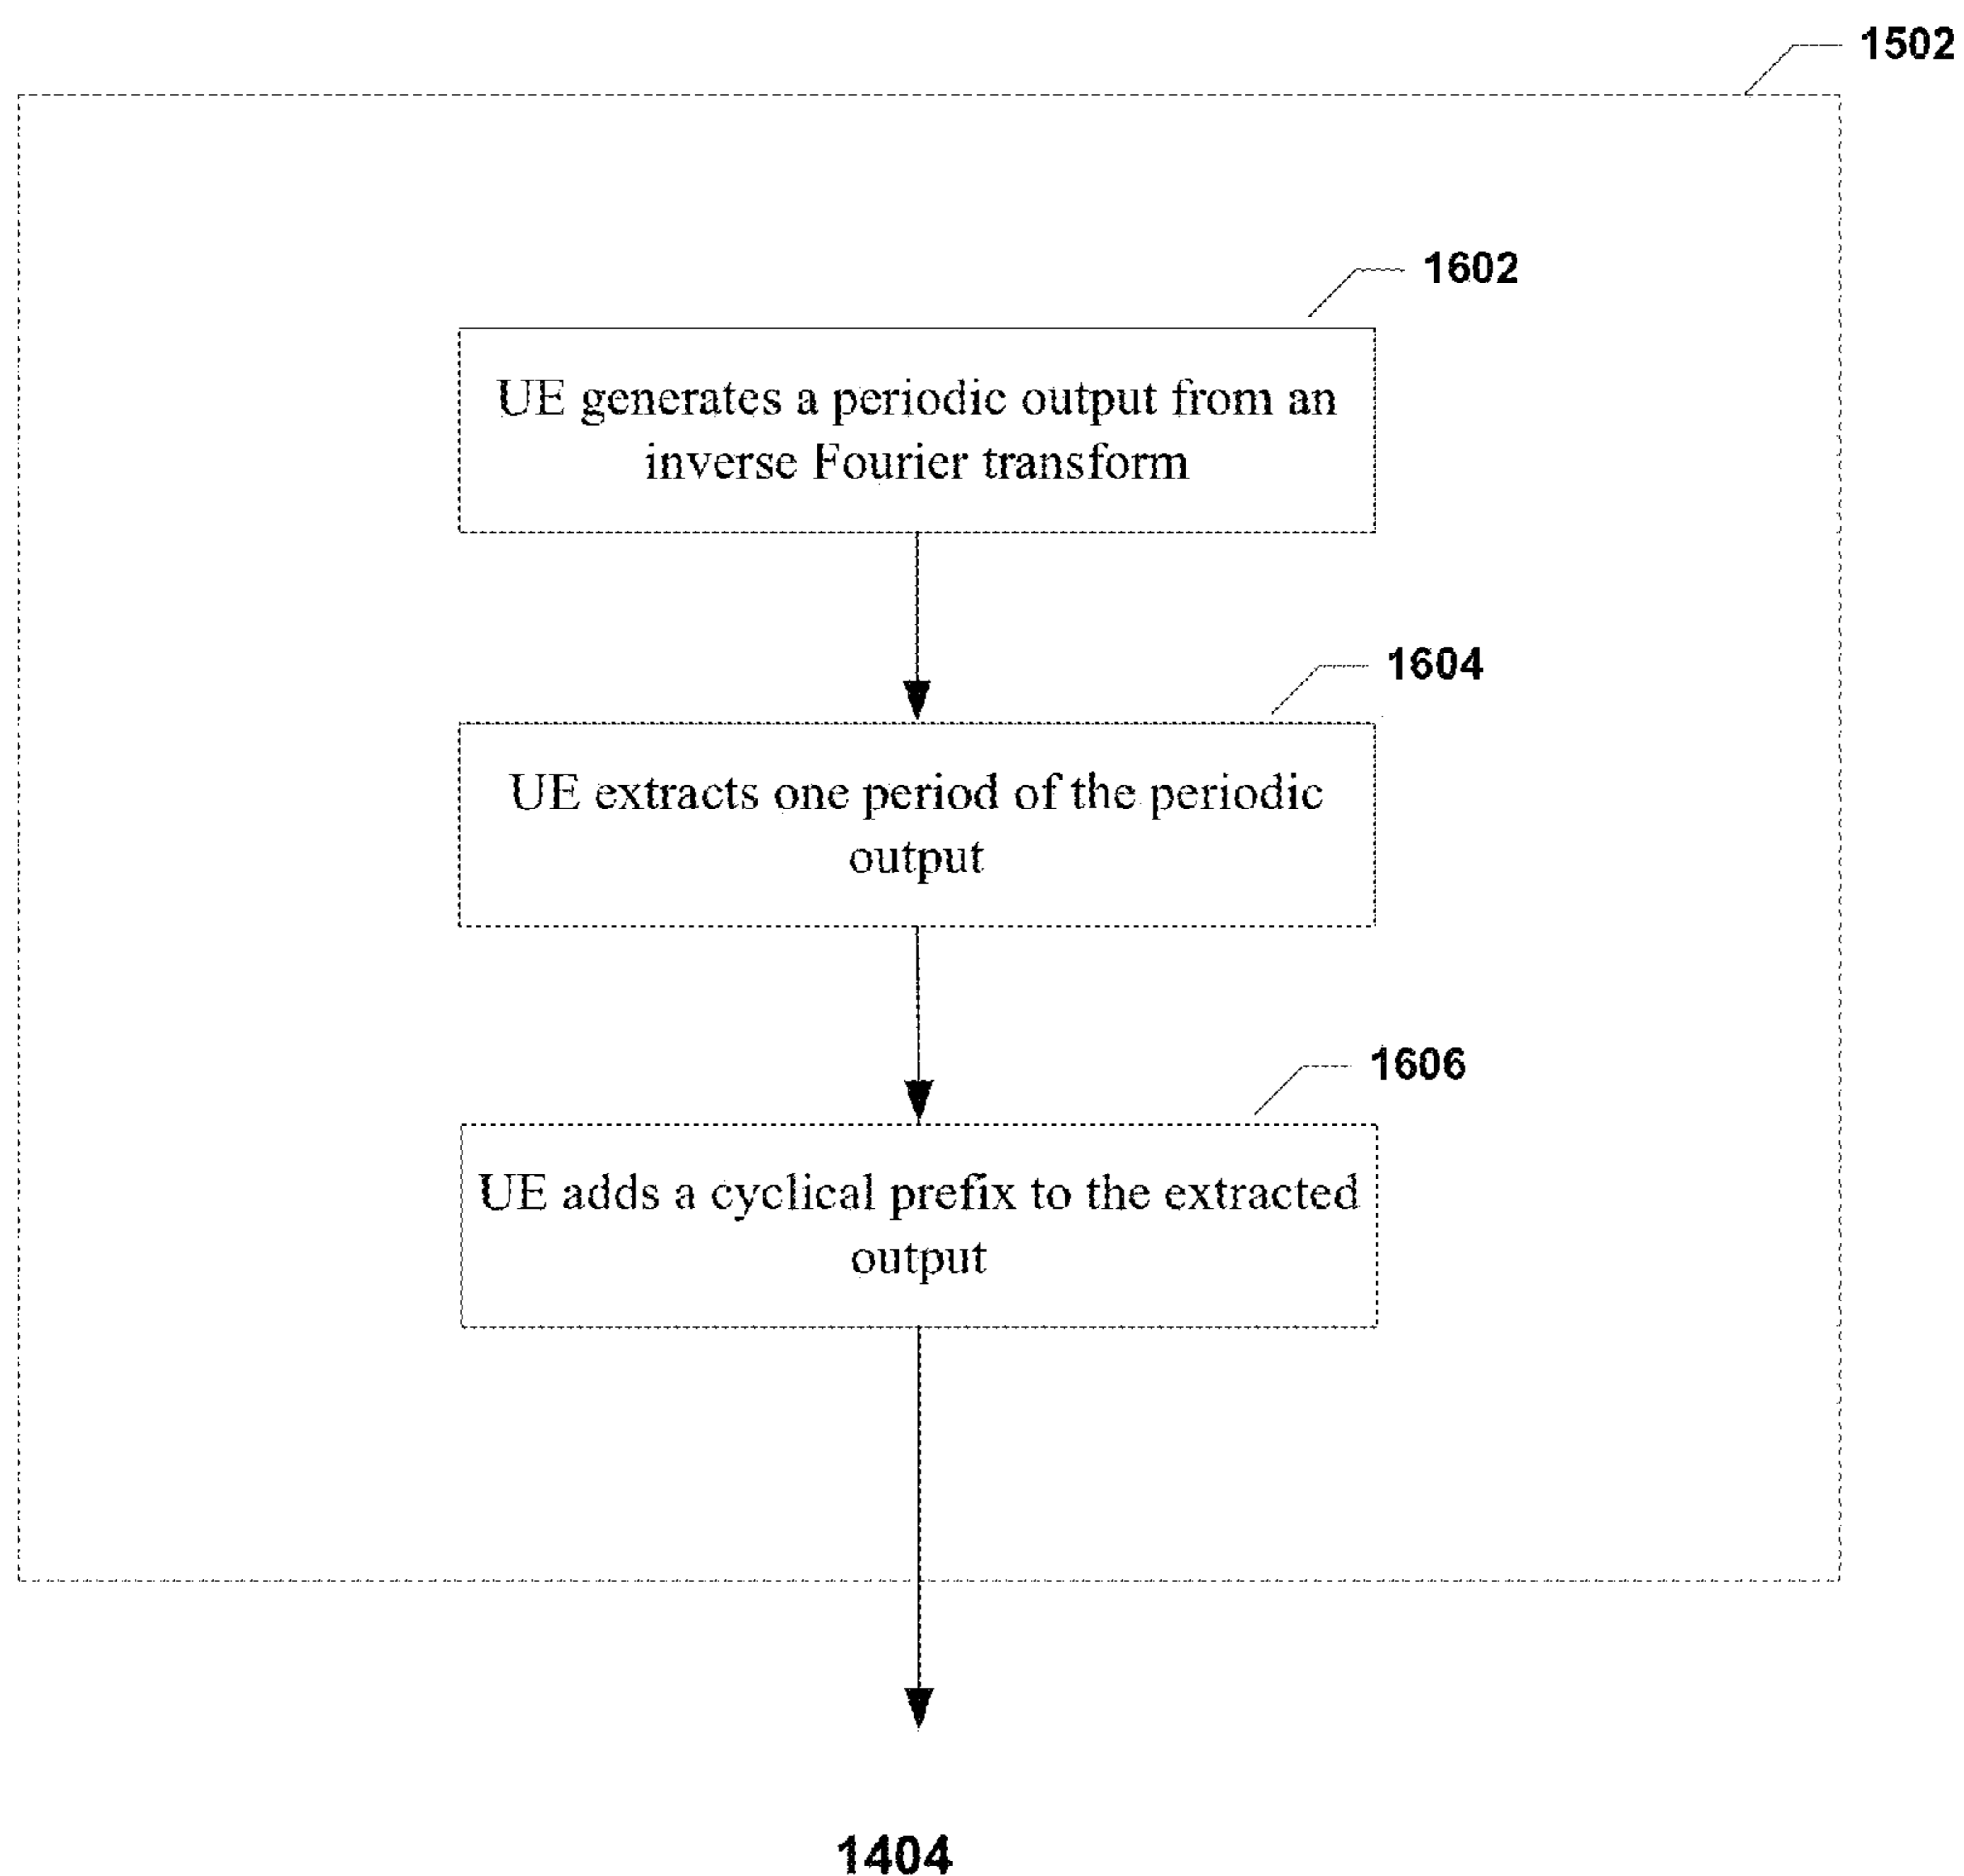 1502
1602
UE generates a periodic output from an
inverse Fourier transform
1604
UE extracts one period of the periodic
output
1606
UE adds a cyclical prefix to the extracted
output
1404